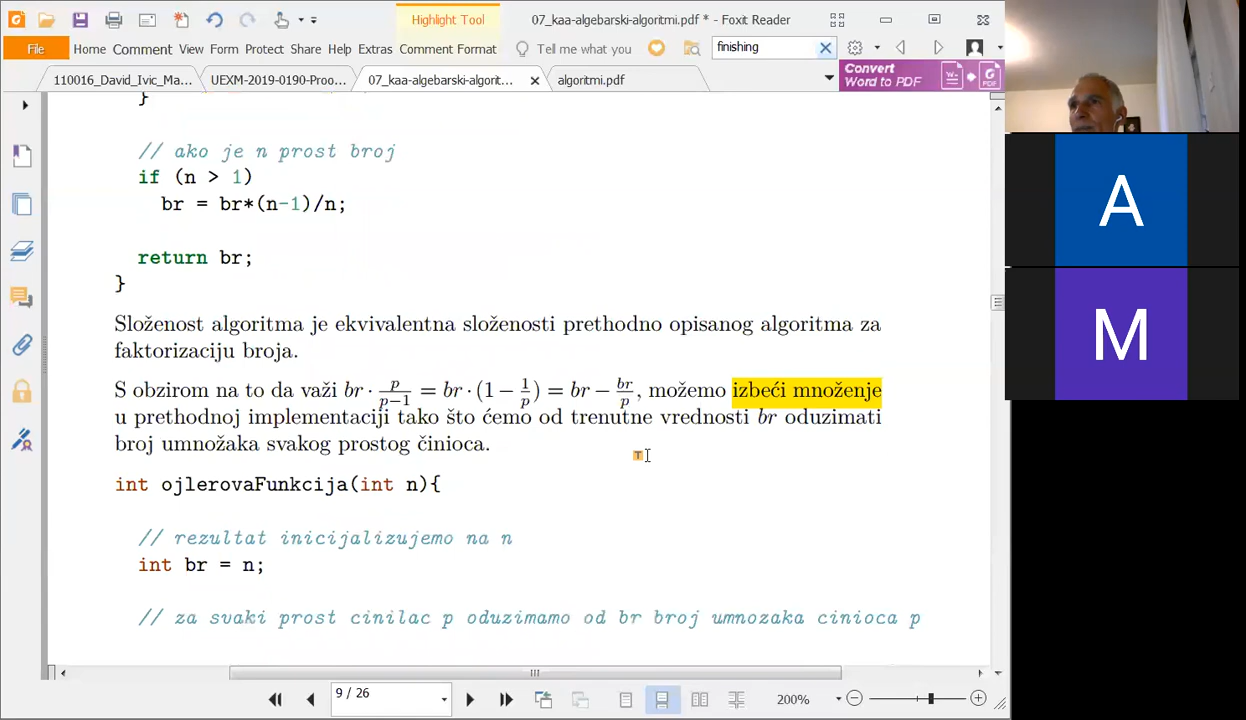 07_kaa-algebarski-algoritmi.pdf * - Foxit Reader
Highlight Tool
File Home Comment View Form Protect Share Help Extras Comment Format Tell me what you finishing
110016_David_Ivic_Ma... UEXM-2019-0190-Proo... 07_kaa-algebarski-algorit... algoritmi.pdf
Convert
Word to PDF
}
// ako je n prost broj
if (n > 1)
br = br*(n-1)/n;
return br;
}
Složenost algoritma je ekvivalentna složenosti prethodno opisanog algoritma za
faktorizaciju broja.
S obzirom na to da važi br · p/(p−1) = br · (1 − 1/p) = br − br/p, možemo izbeći množenje
u prethodnoj implementaciji tako što ćemo od trenutne vrednosti br oduzimati
broj umnožaka svakog prostog činioca.
int ojlerovaFunkcija(int n){
// rezultat inicijalizujemo na n
int br = n;
// za svaki prost cinilac p oduzimamo od br broj umnozaka cinioca p
9 / 26
200%
A
M